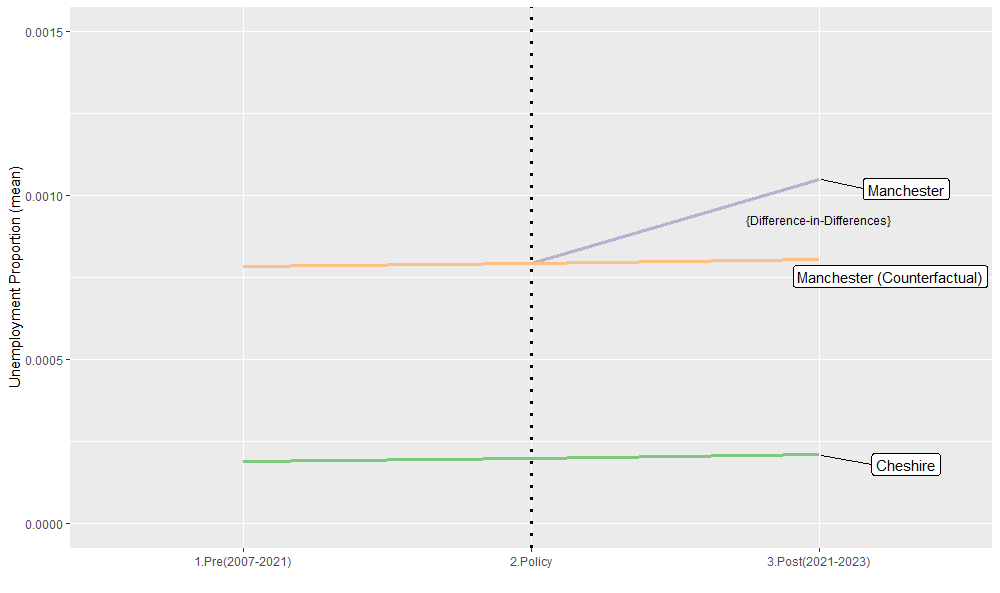 Unemployment Proportion (mean)
0.0015
0.0010
0.0005
0.0000
Manchester
{Difference-in-Differences}
Manchester (Counterfactual)
Cheshire
1.Pre(2007-2021)
2.Policy
3.Post(2021-2023)